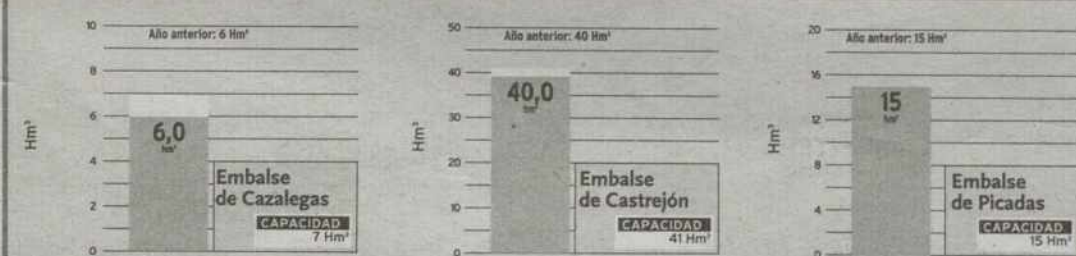 Hm³
10
8
6
4
2
0
Año anterior: 6 Hm³
6,0
hm³
Embalse
de Cazalegas
CAPACIDAD
7 Hm³
Hm³
50
40
30
20
10
0
Año anterior: 40 Hm³
40,0
hm³
Embalse
de Castrejón
CAPACIDAD
41 Hm³
Hm³
20
16
12
8
4
0
Año anterior: 15 Hm³
15
hm³
Embalse
de Picadas
CAPACIDAD
15 Hm³